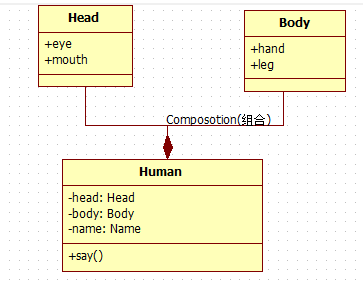 Head
+eye
+mouth
Body
+hand
+leg
Composotion(组合)
Human
-head: Head
-body: Body
-name: Name
+say()